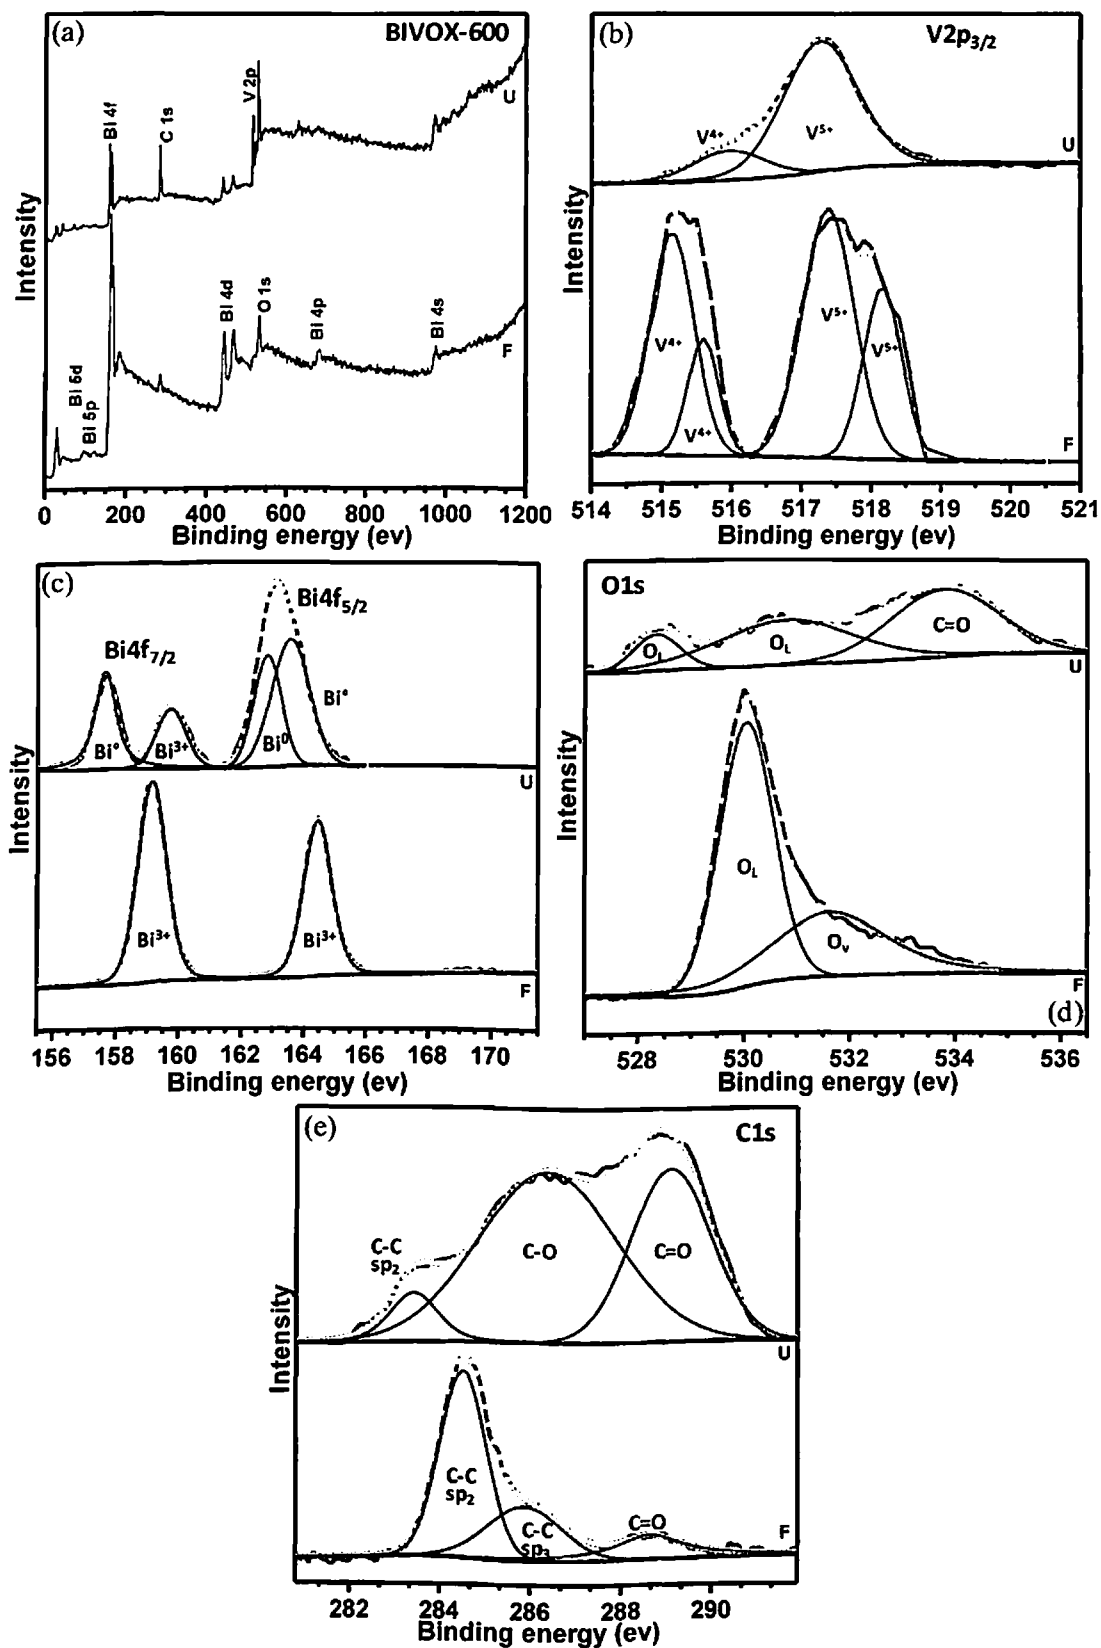 (a)
BIVOX-600
Intensity
BI 4f
C 1s
V 2p
U
BI 5d
BI 5p
BI 4d
O 1s
BI 4p
BI 4s
F
0 200 400 600 800 1000 1200
Binding energy (ev)
(b)
V2p3/2
Intensity
V4+
V5+
U
V4+
V4+
V5+
V5+
F
514 515 516 517 518 519 520 521
Binding energy (ev)
(c)
Bi4f5/2
Bi4f7/2
Intensity
Bi°
Bi3+
Bi0
Bi°
U
Bi3+
Bi3+
F
156 158 160 162 164 166 168 170
Binding energy (ev)
O1s
Intensity
OL
OL
C=O
U
OL
Ov
F
(d)
528 530 532 534 536
Binding energy (ev)
(e)
C1s
Intensity
C-C
sp2
C-O
C=O
U
C-C
sp2
C-C
sp3
C=O
F
282 284 286 288 290
Binding energy (ev)